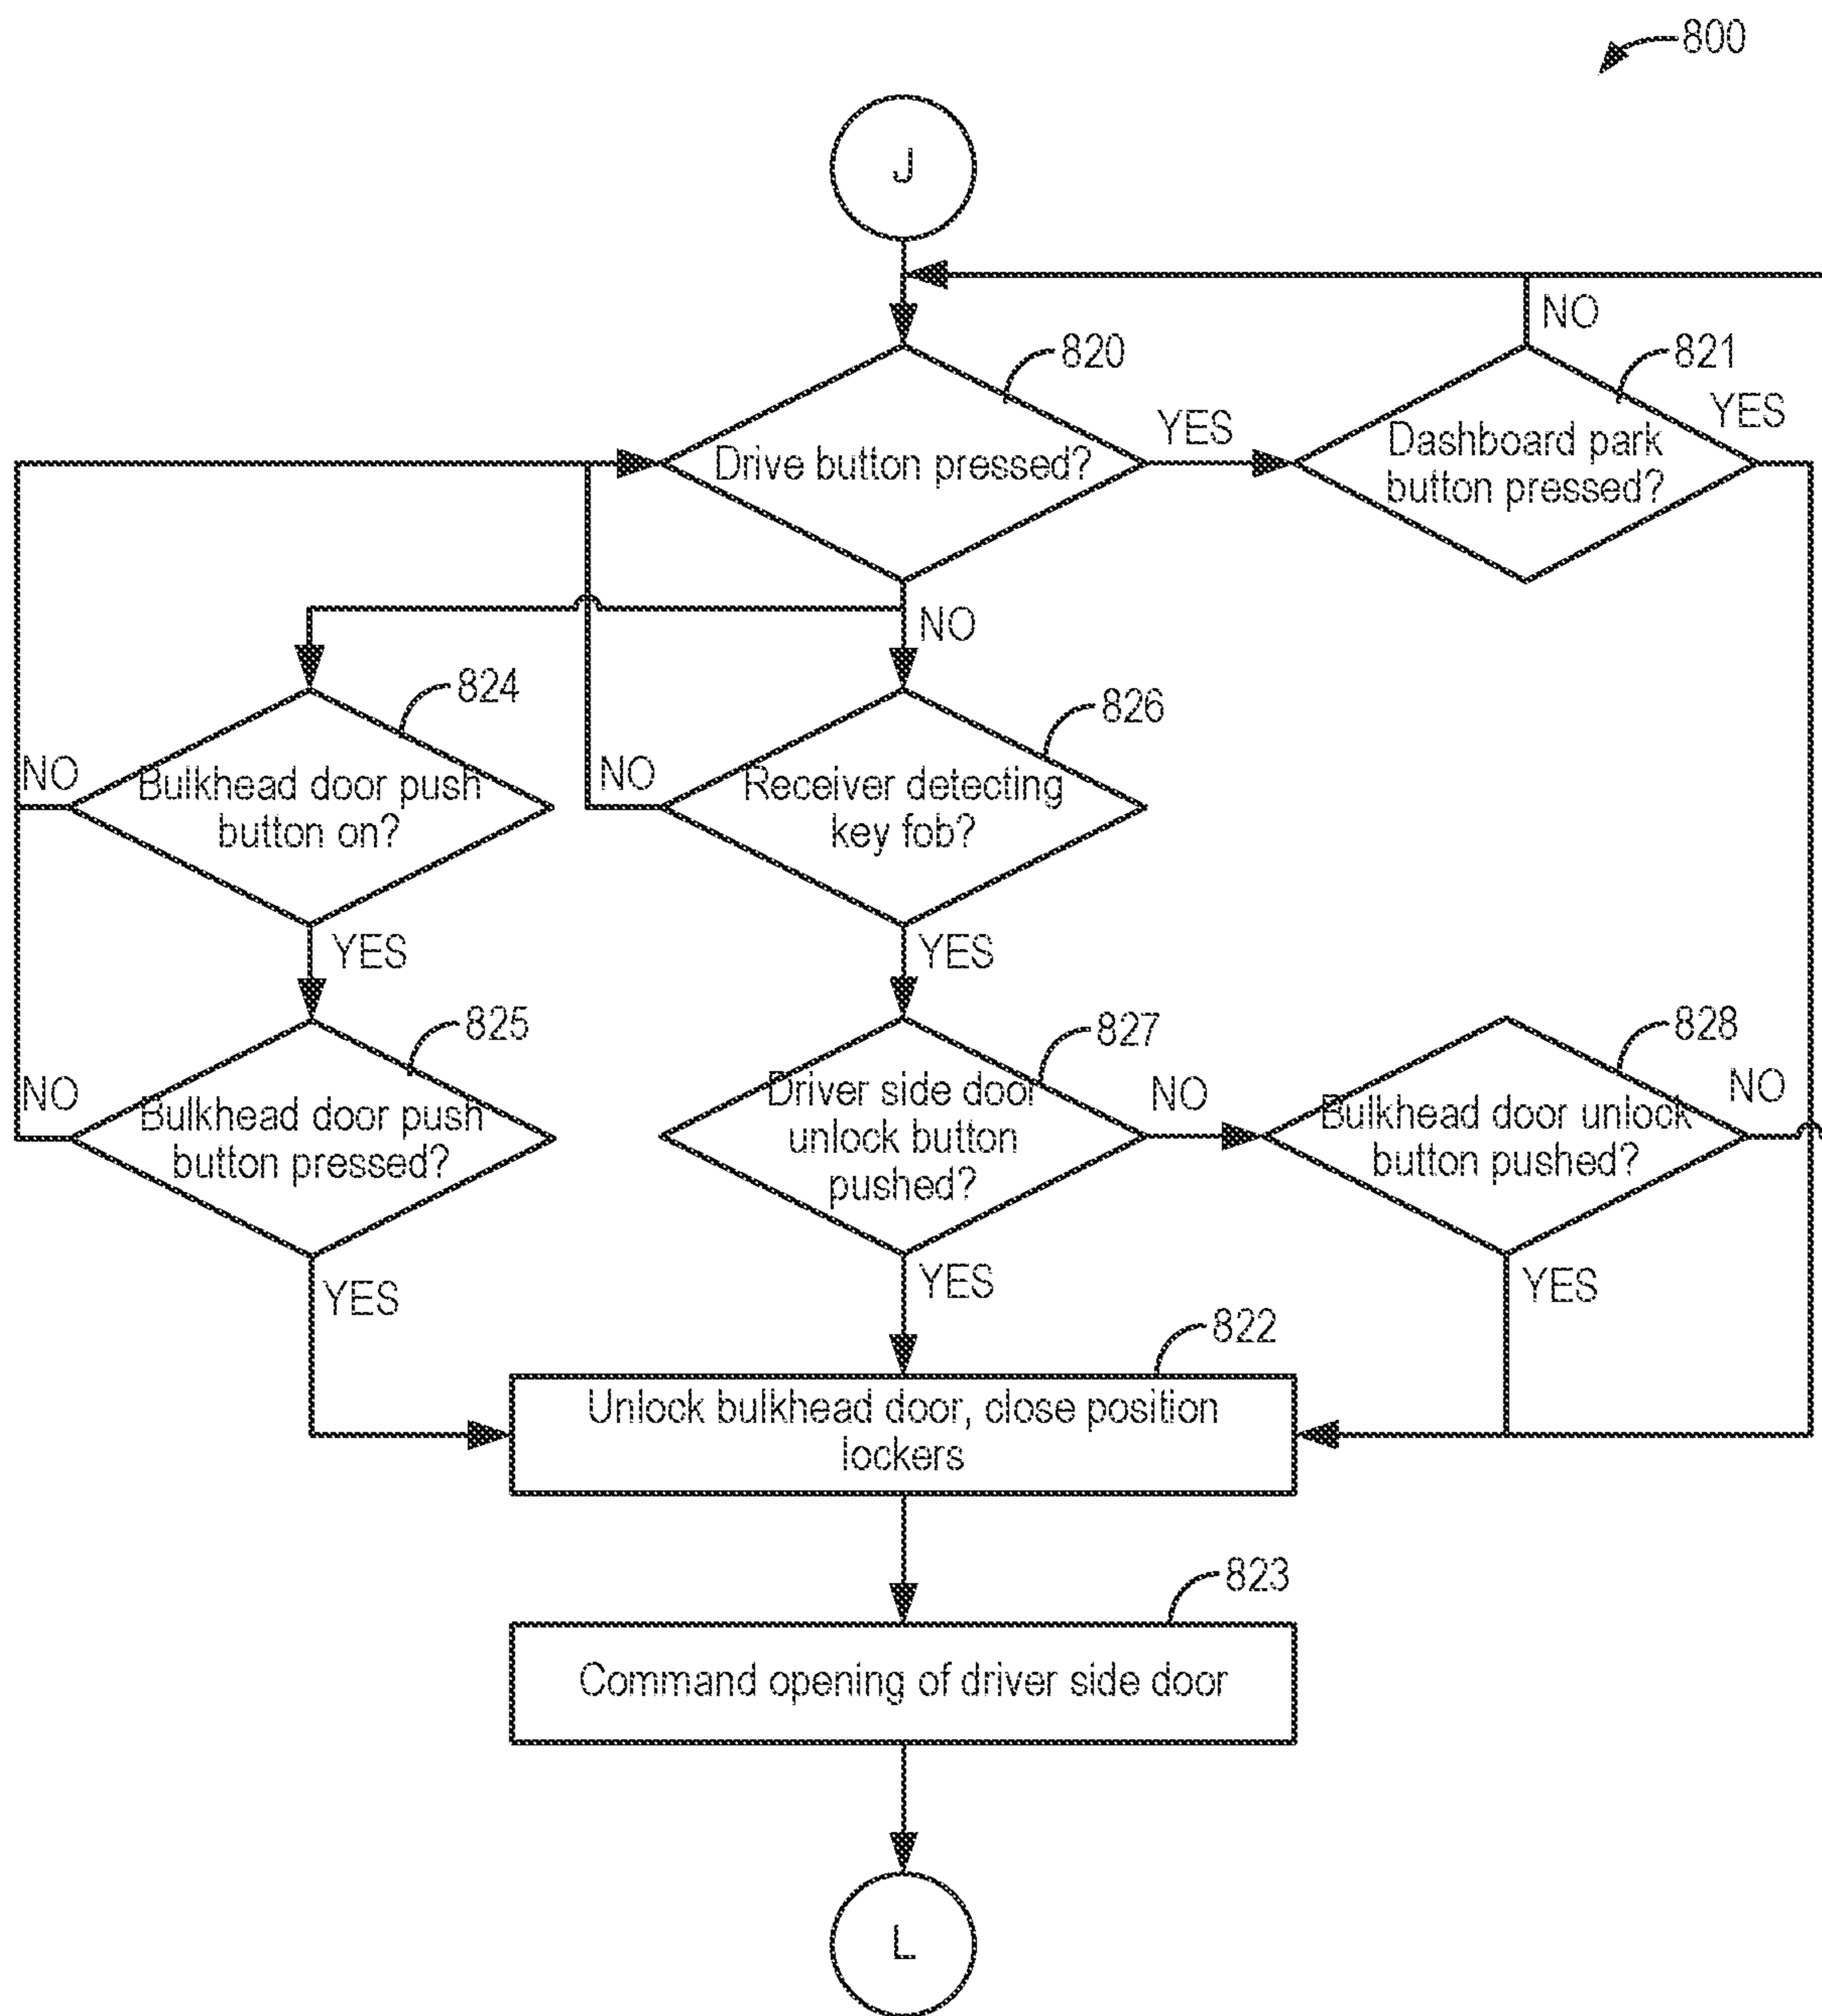 800
J
NO
820
821
YES
YES
Drive button pressed?
Dashboard park
button pressed?
NO
824
826
NO
NO
Bulkhead door push
button on?
Receiver detecting
key fob?
YES
YES
825
827
828
NO
NO
NO
Bulkhead door push
button pressed?
Driver side door
unlock button
pushed?
Bulkhead door unlock
button pushed?
YES
YES
YES
822
Unlock bulkhead door, close position
lockers
823
Command opening of driver side door
L